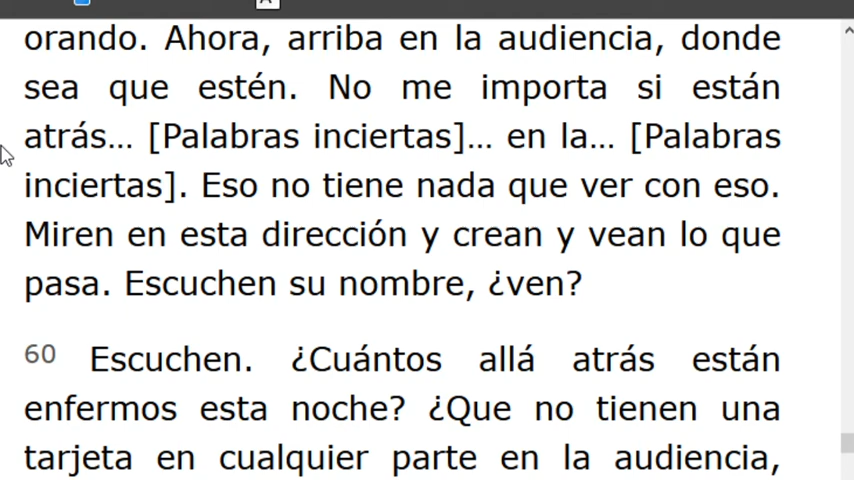 orando. Ahora, arriba en la audiencia, donde
sea que estén. No me importa si están
atrás... [Palabras inciertas]... en la... [Palabras
inciertas]. Eso no tiene nada que ver con eso.
Miren en esta dirección y crean y vean lo que
pasa. Escuchen su nombre, ¿ven?
60 Escuchen. ¿Cuántos allá atrás están
enfermos esta noche? ¿Que no tienen una
tarjeta en cualquier parte en la audiencia,